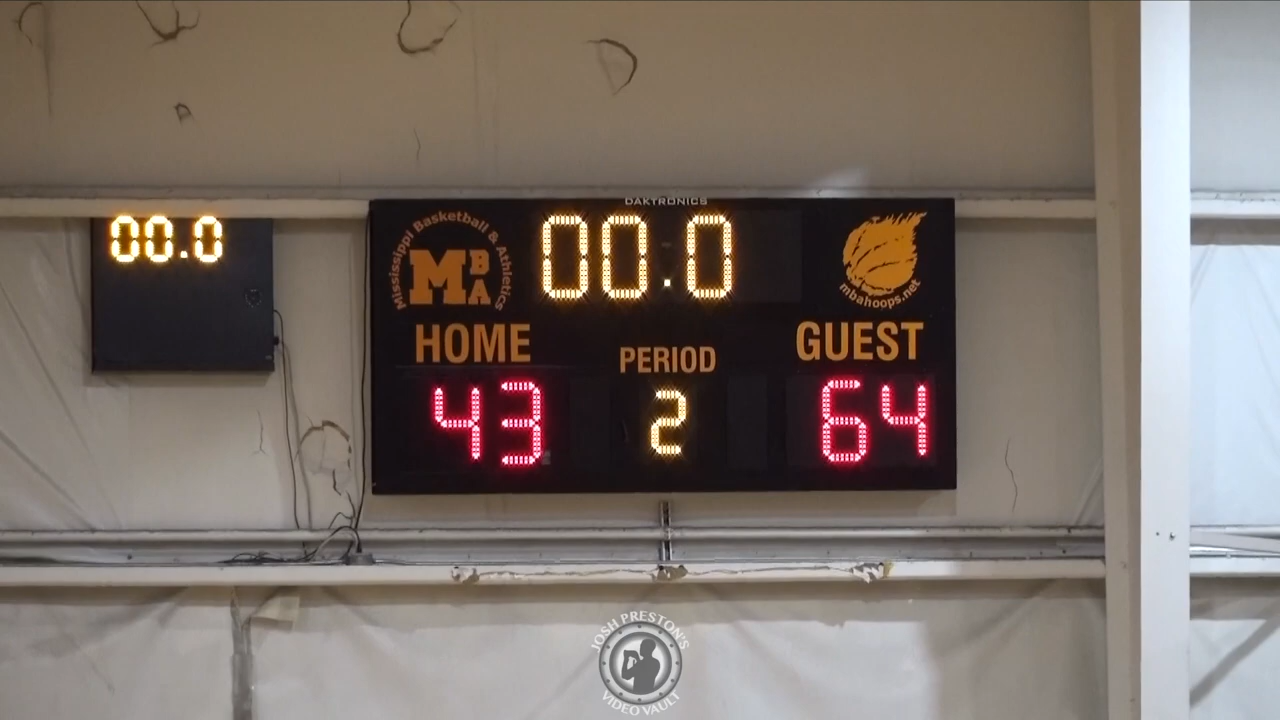 DAKTRONICS
00.0
Mississippi Basketball & Athletics
MBA
00.0
mbahoops.net
HOME
PERIOD
GUEST
43
2
64
JOSH PRESTON'S
VIDEO VAULT